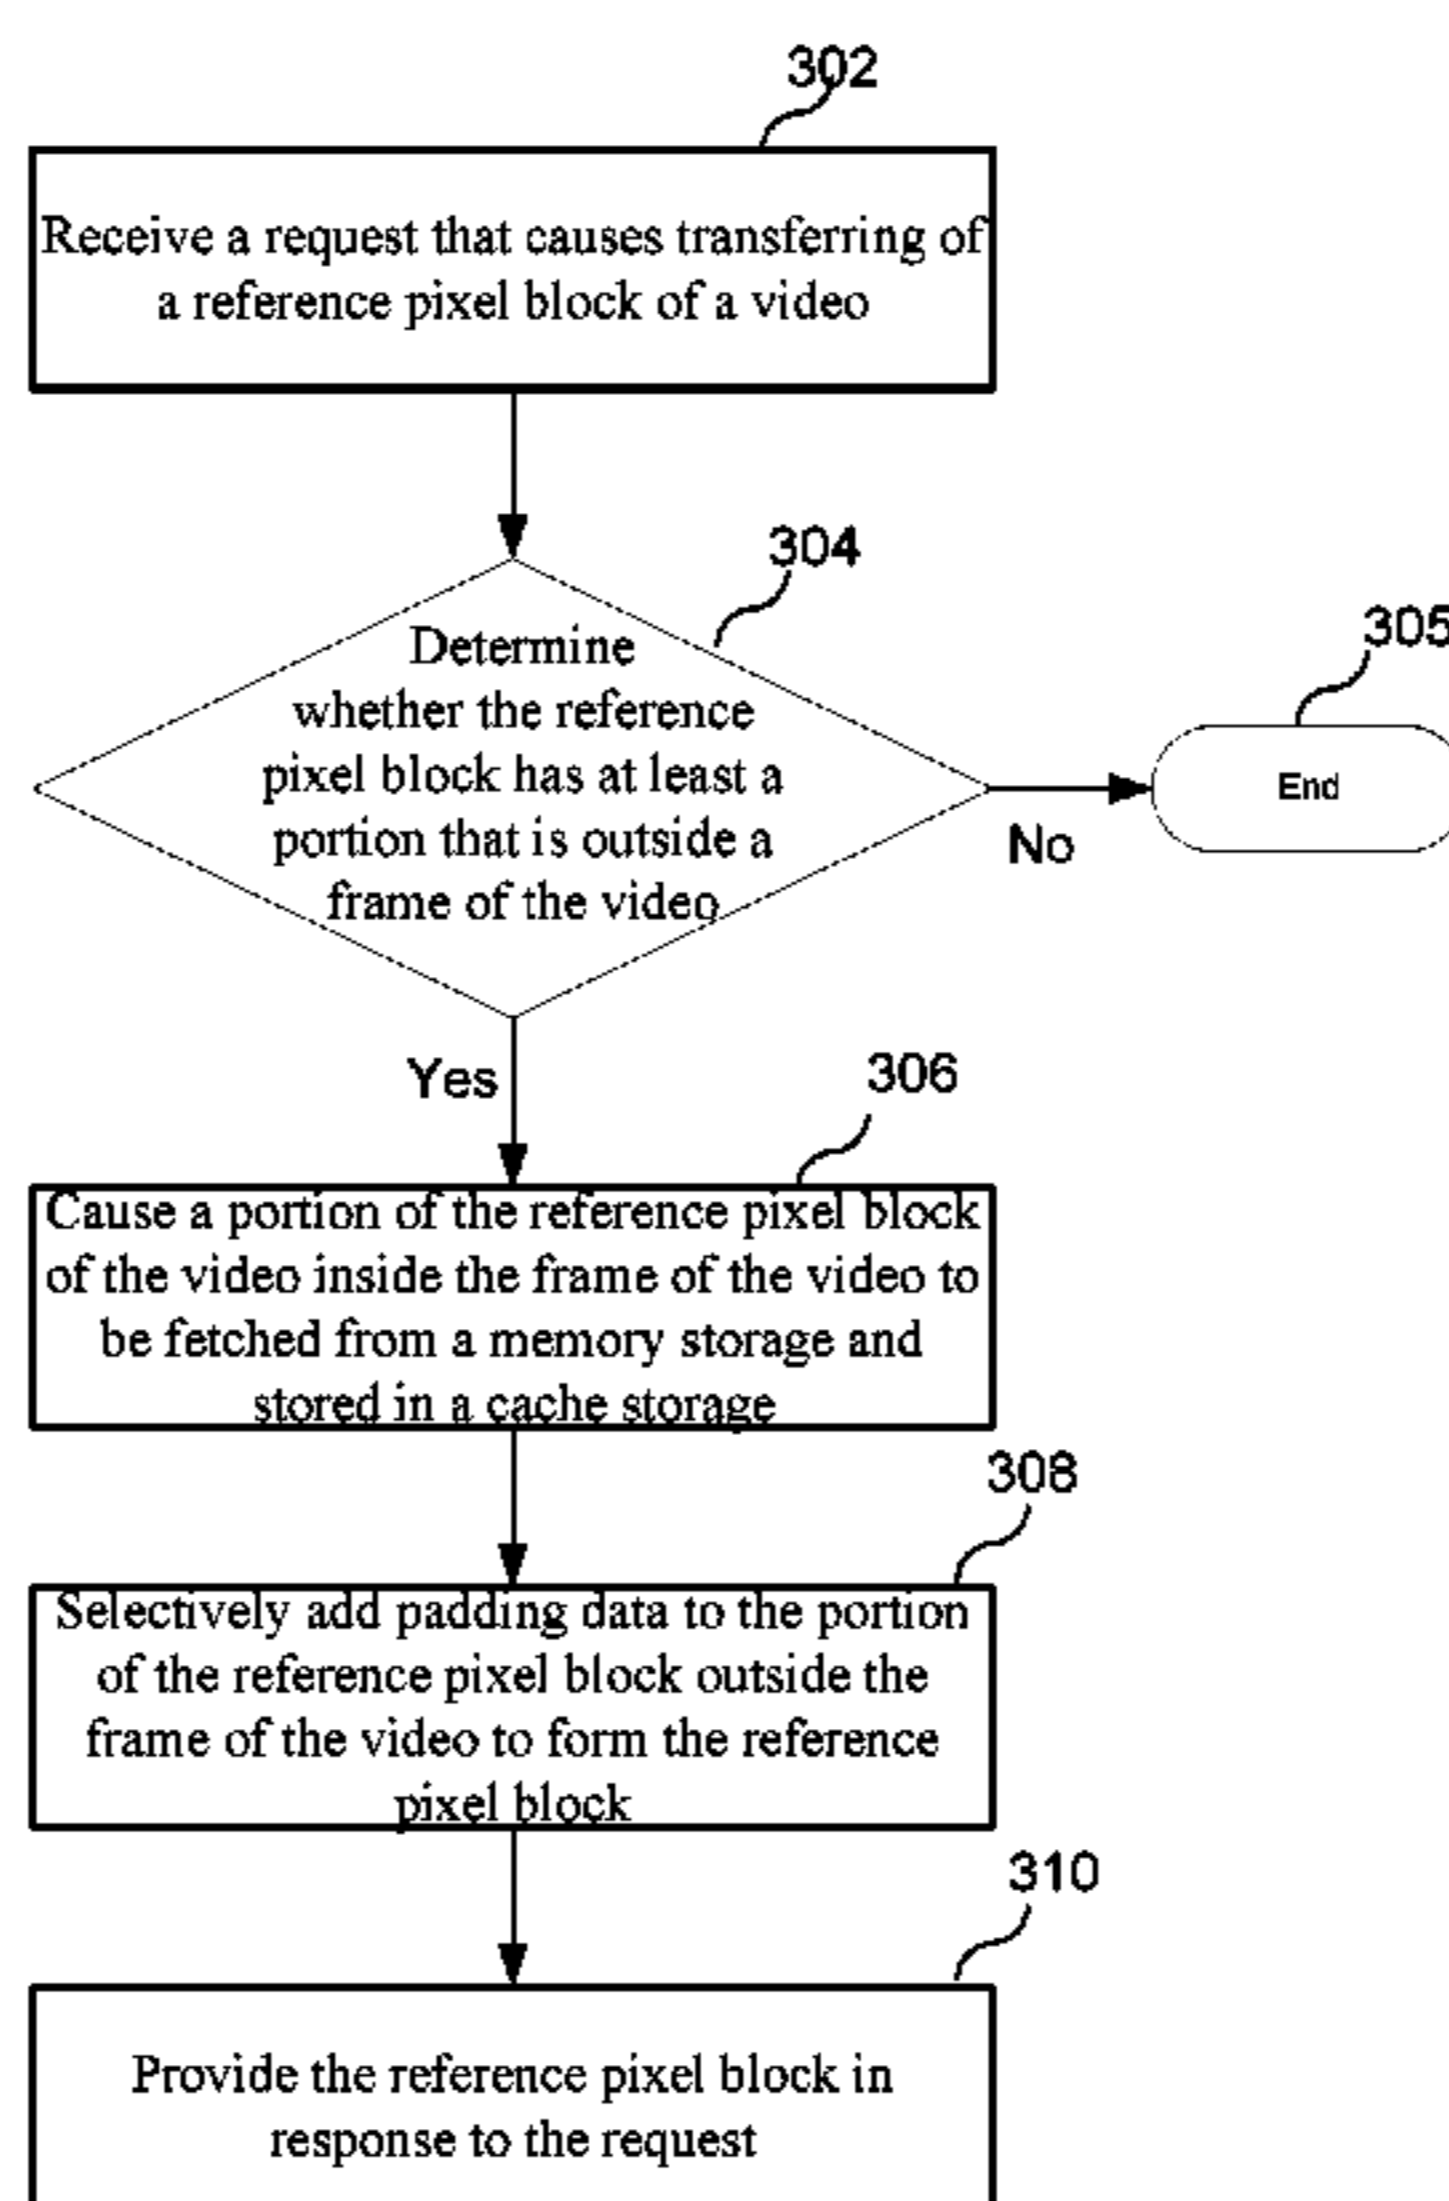 302
Receive a request that causes transferring of
a reference pixel block of a video
304
Determine
whether the reference
pixel block has at least a
portion that is outside a
frame of the video
305
End
No
Yes
306
Cause a portion of the reference pixel block
of the video inside the frame of the video to
be fetched from a memory storage and
stored in a cache storage
308
Selectively add padding data to the portion
of the reference pixel block outside the
frame of the video to form the reference
pixel block
310
Provide the reference pixel block in
response to the request